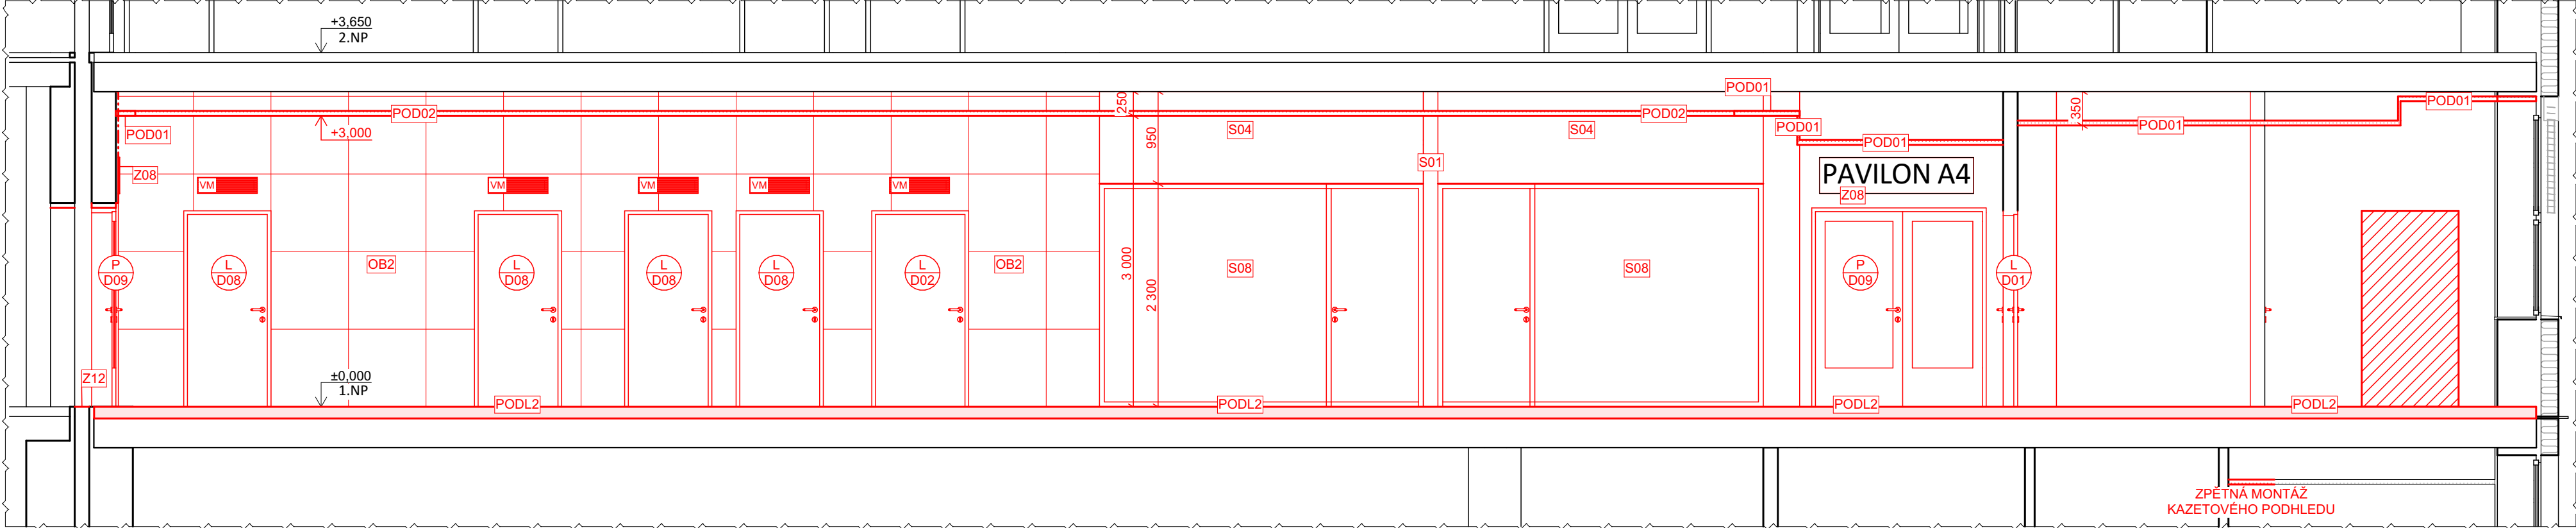 +3,650
2.NP
POD01
POD02
250
POD02
POD01
350
POD01
POD01
+3,000
POD01
950
S04
S04
POD01
POD01
S01
Z08
PAVILON A4
VM
VM
VM
VM
VM
Z08
P
D09
L
D08
OB2
L
D08
L
D08
L
D08
L
D02
OB2
3 000
2 300
S08
S08
P
D09
L
D01
Z12
±0,000
1.NP
PODL2
PODL2
PODL2
PODL2
ZPĚTNÁ MONTÁŽ
KAZETOVÉHO PODHLEDU